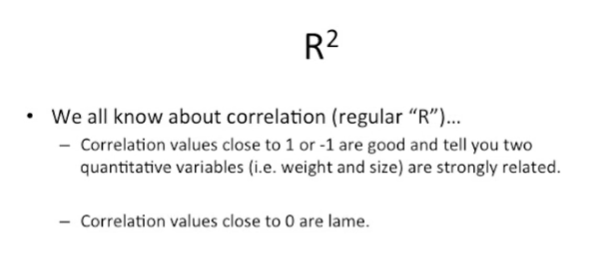 R²
• We all know about correlation (regular “R”)...
– Correlation values close to 1 or -1 are good and tell you two
quantitative variables (i.e. weight and size) are strongly related.
– Correlation values close to 0 are lame.